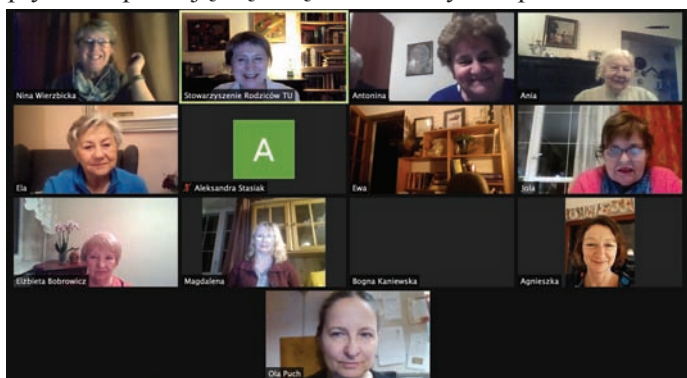 Nina Wierzbicka
Stowarzyszenie Rodziców TU
Antonina
Ania
Ela
A
Aleksandra Stasiak
Ewa
Jola
Elżbieta Bobrowicz
Magdalena
Bogna Kaniewska
Agnieszka
Ola Puch